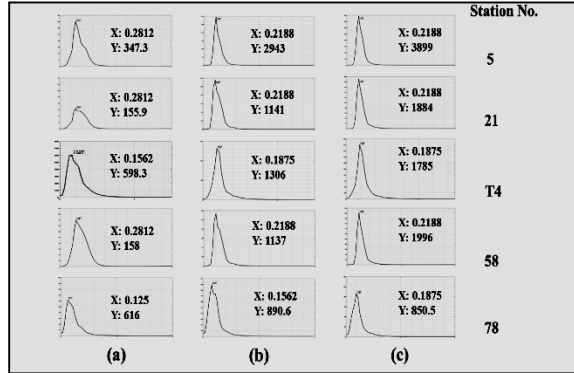 Station No.
X: 0.2812 X: 0.2188 X: 0.2188
Y: 347.3 Y: 2943 Y: 3899
5
X: 0.2812 X: 0.2188 X: 0.2188
Y: 155.9 Y: 1141 Y: 1884
21
X: 0.1562 X: 0.1875 X: 0.1875
Y: 598.3 Y: 1306 Y: 1785
T4
X: 0.2812 X: 0.2188 X: 0.2188
Y: 158 Y: 1137 Y: 1996
58
X: 0.125 X: 0.1562 X: 0.1875
Y: 616 Y: 890.6 Y: 850.5
78
(a) (b) (c)